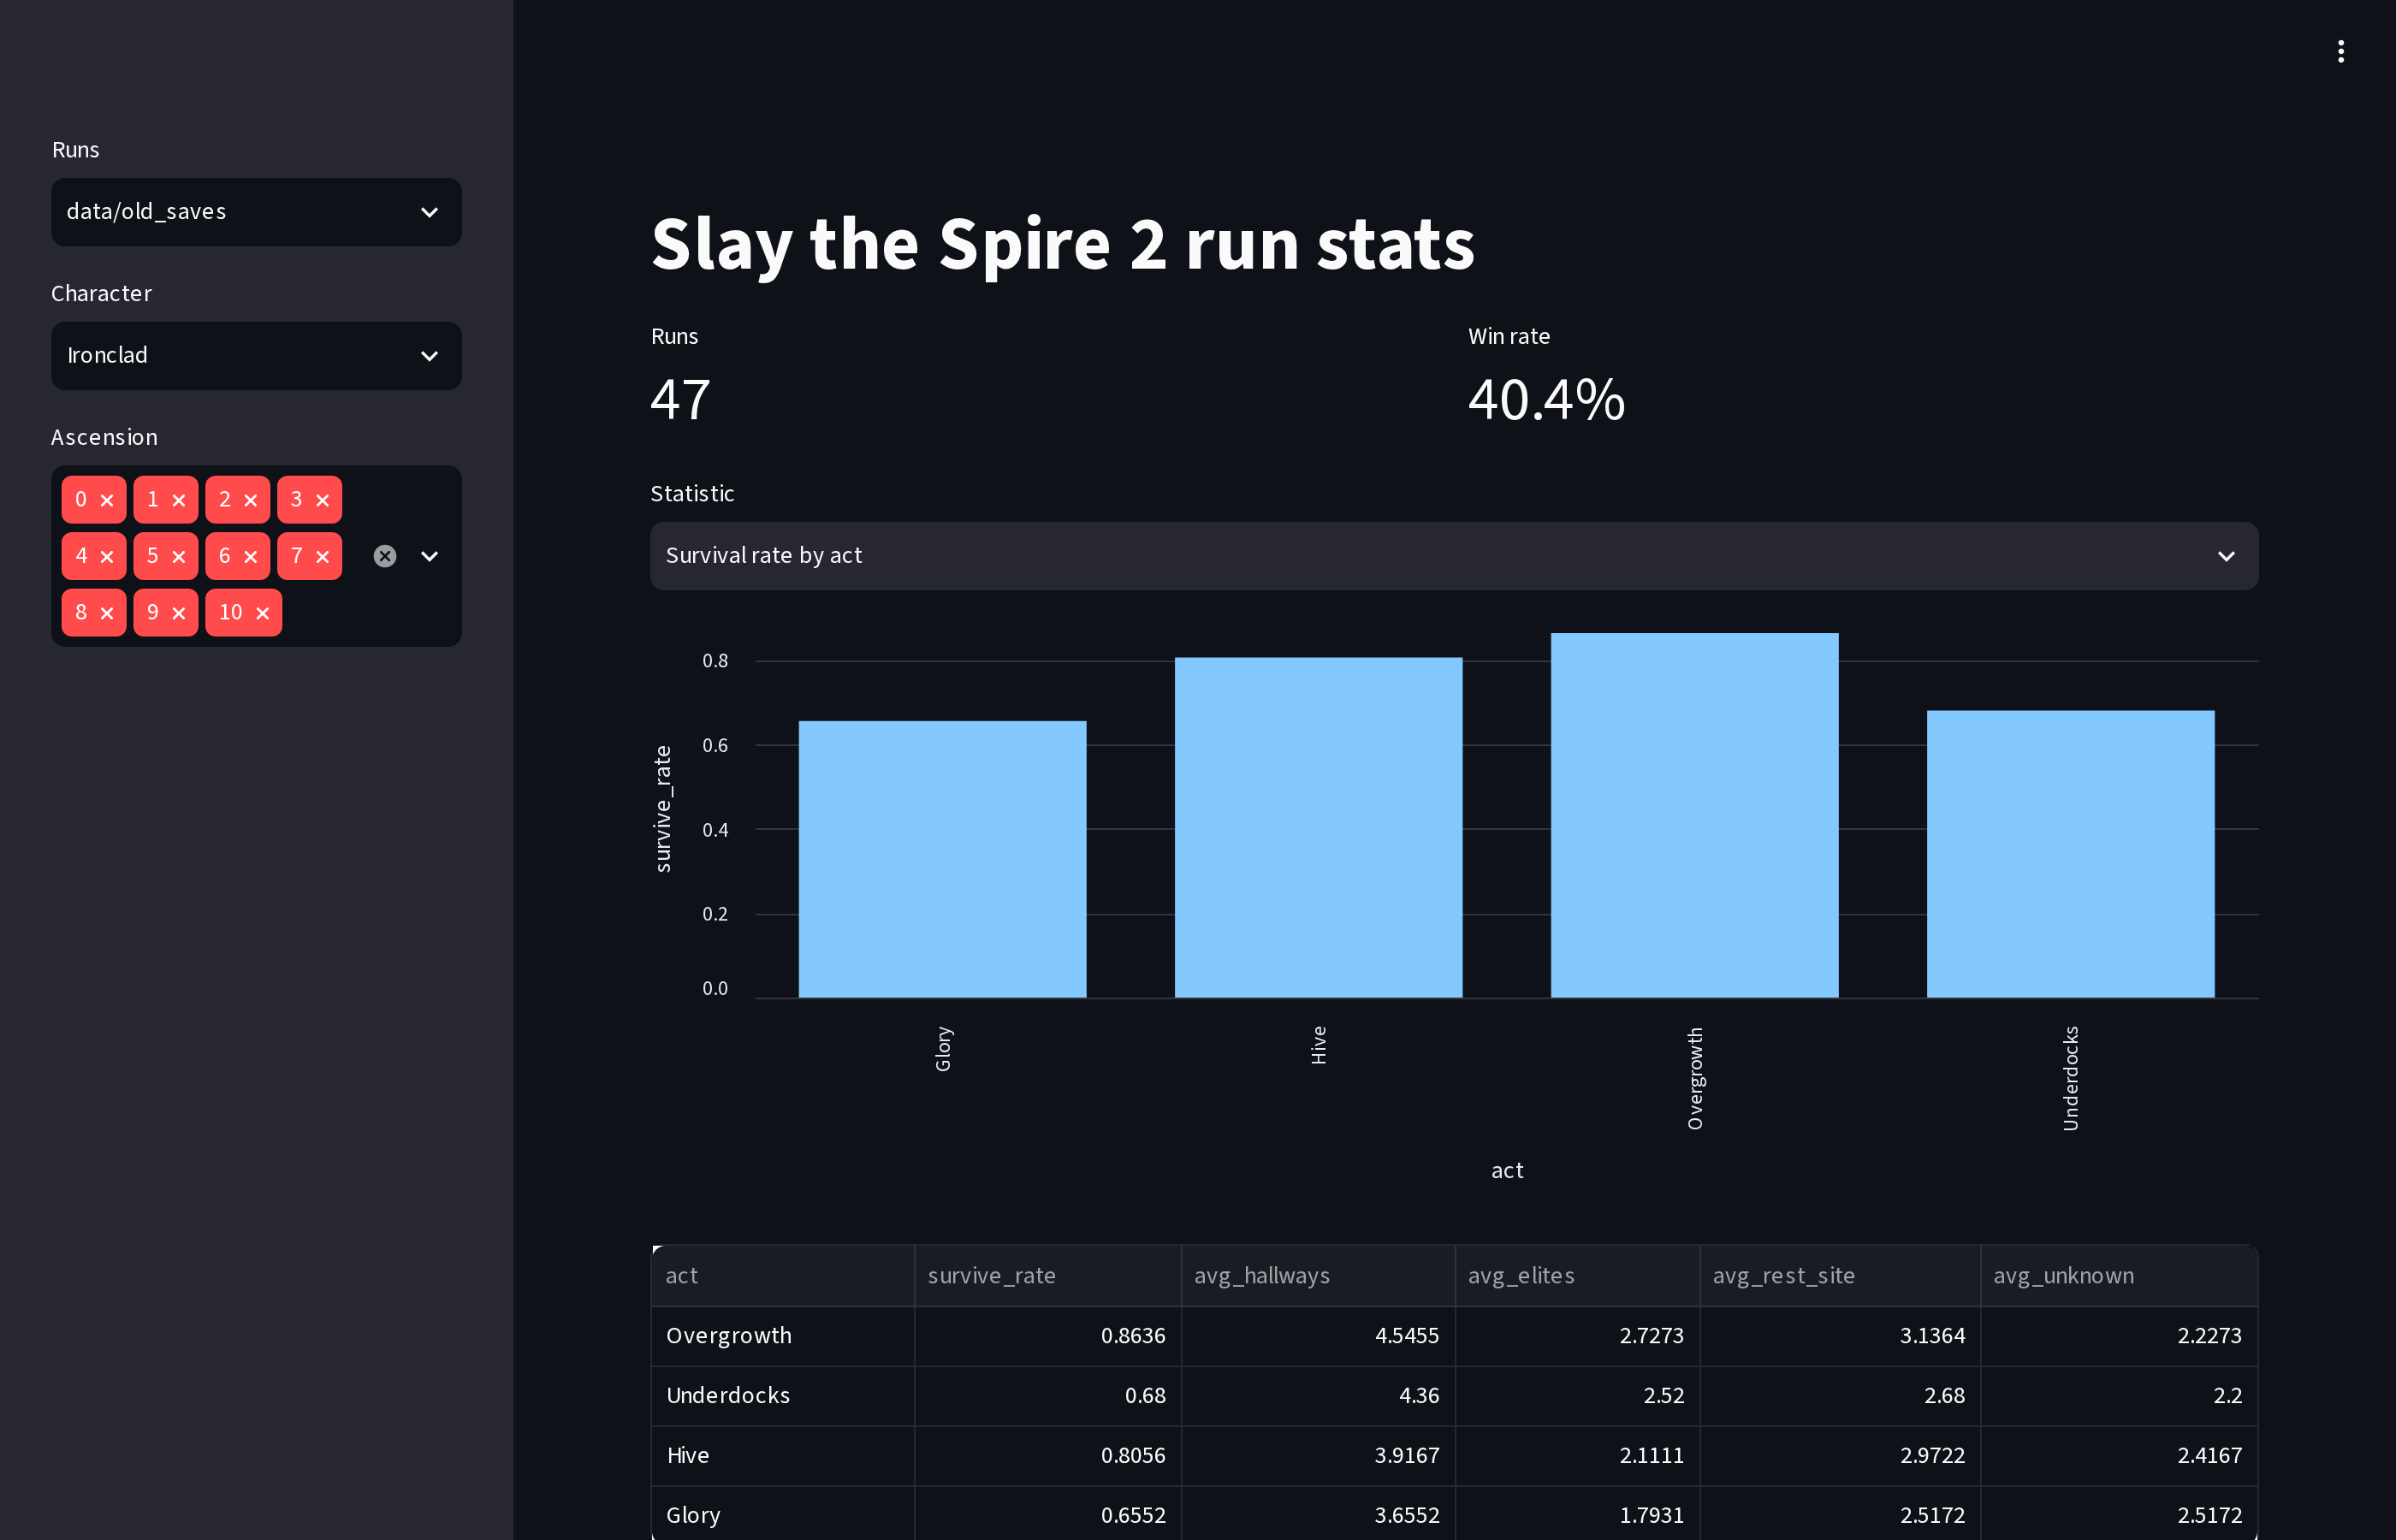 Runs
data/old_saves
Character
Ironclad
Ascension
0 1 2 3
4 5 6 7
8 9 10
Slay the Spire 2 run stats
Runs Win rate
47 40.4%
Statistic
Survival rate by act
0.8
0.6
0.4
0.2
0.0
survive_rate
Glory Hive Overgrowth Underdocks
act
act survive_rate avg_hallways avg_elites avg_rest_site avg_unknown
Overgrowth 0.8636 4.5455 2.7273 3.1364 2.2273
Underdocks 0.68 4.36 2.52 2.68 2.2
Hive 0.8056 3.9167 2.1111 2.9722 2.4167
Glory 0.6552 3.6552 1.7931 2.5172 2.5172